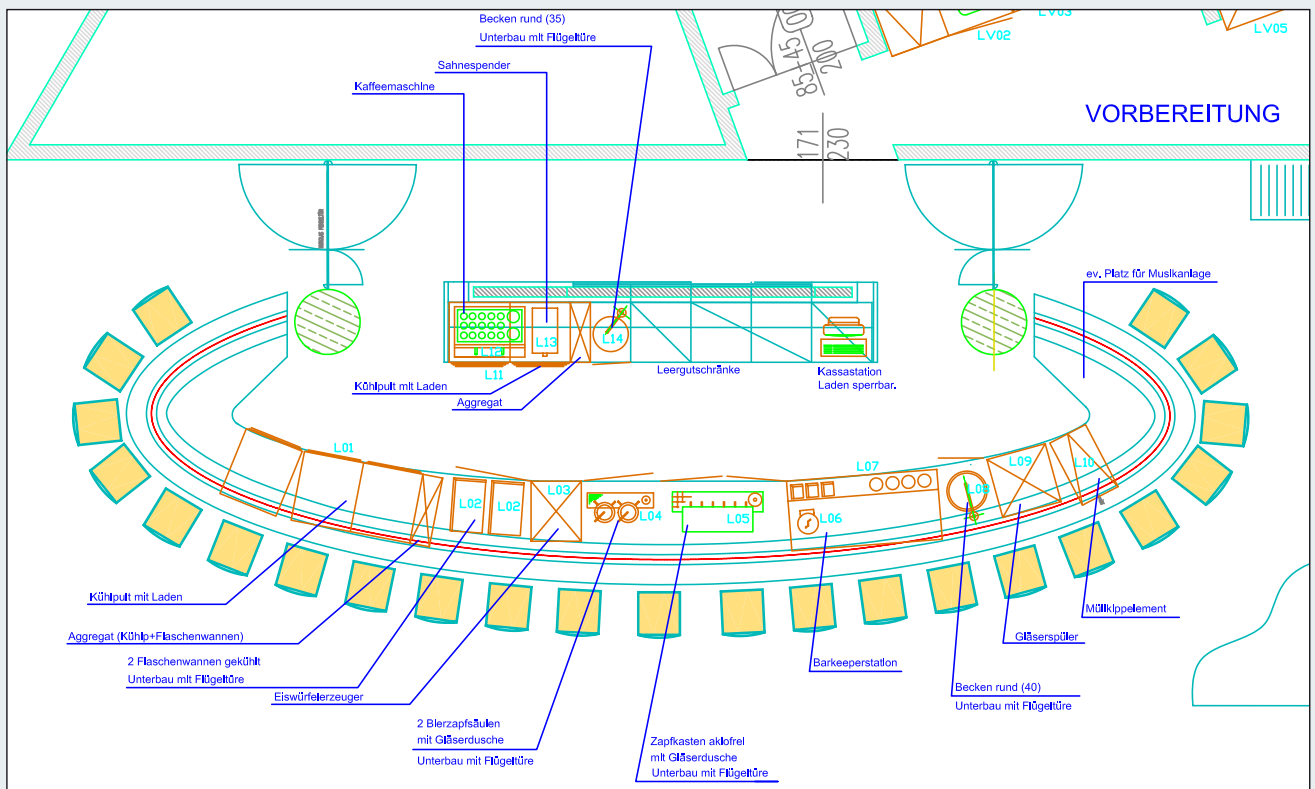 Becken rund (35)
Unterbau mit Flügeltüre
Sahnespender
Kaffeemaschine
85+45
200
171
230
LV02
LV03
LV05
VORBEREITUNG
ev. Platz für Musikanlage
L12
L13
L14
L11
Kühlpult mit Laden
Aggregat
Leergutschränke
Kassastation
Laden sperrbar.
L01
L02
L02
L03
L04
L05
L06
L07
L08
L09
L10
Kühlpult mit Laden
Aggregat (Kühlp+Flaschenwannen)
2 Flaschenwannen gekühlt
Unterbau mit Flügeltüre
Eiswürfelerzeuger
2 Bierzapfsäulen
mit Gläserdusche
Unterbau mit Flügeltüre
Zapfkasten aklofrei
mit Gläserdusche
Unterbau mit Flügeltüre
Barkeeperstation
Becken rund (40)
Unterbau mit Flügeltüre
Gläserspüler
Müllkippelement